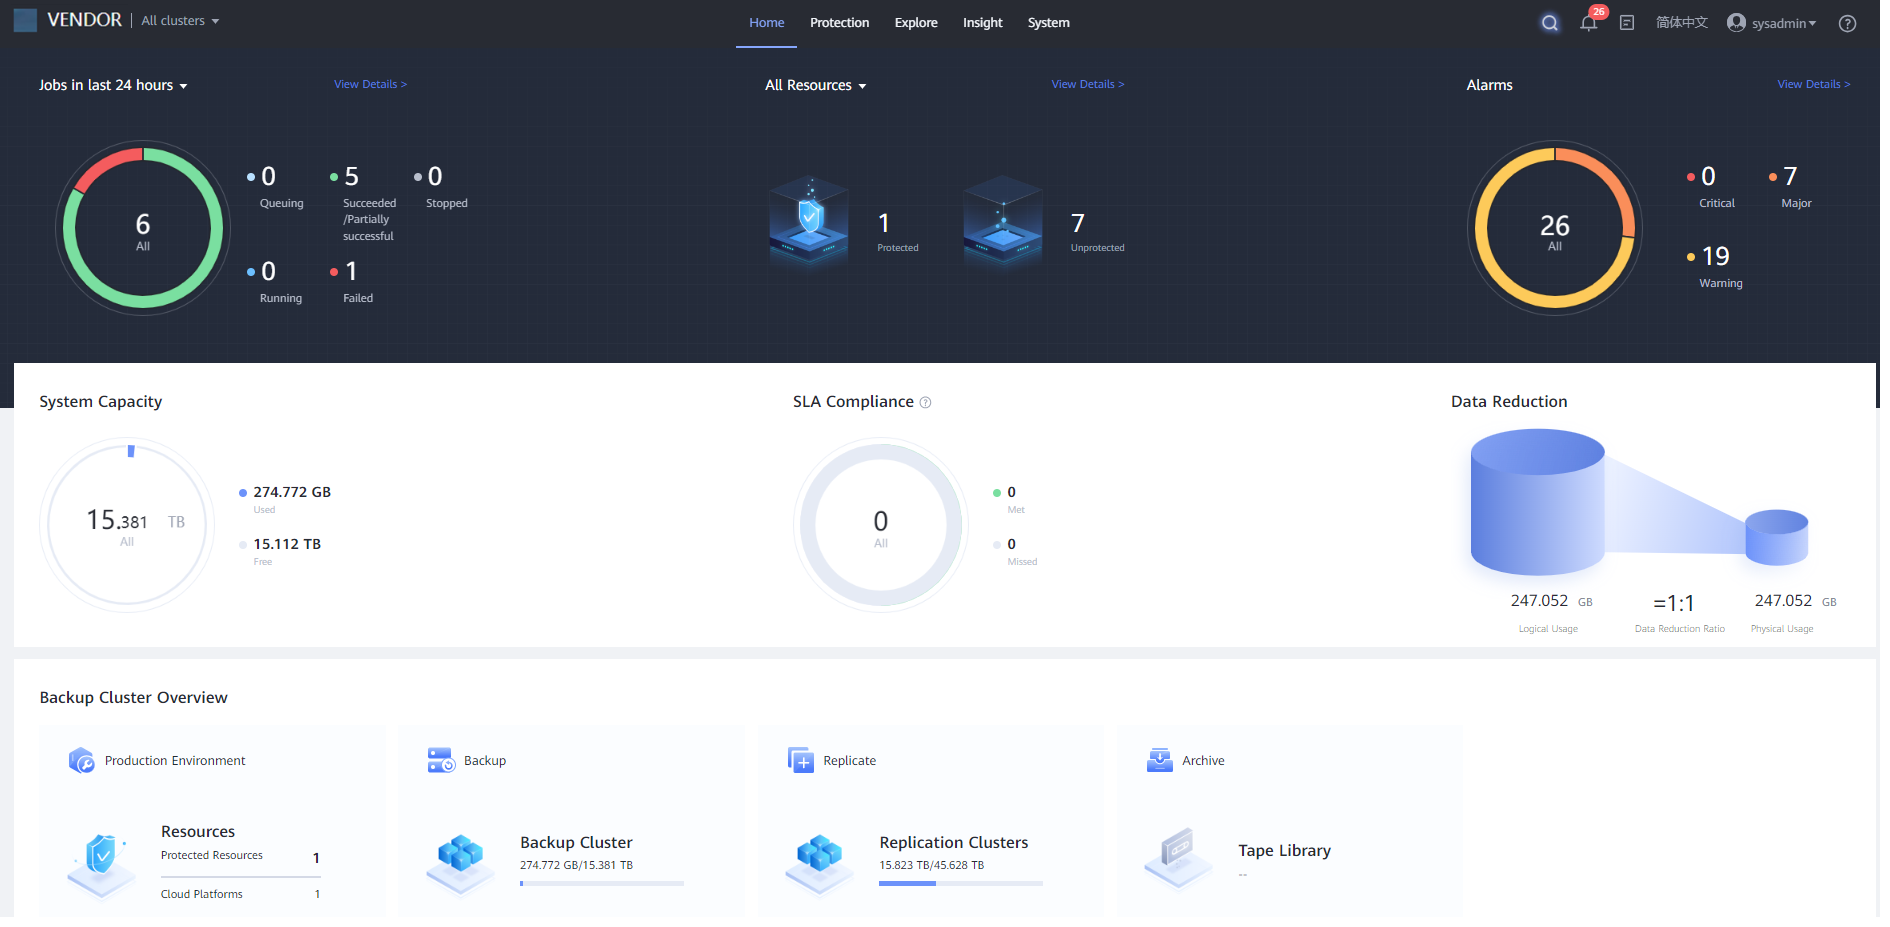 VENDOR | All clusters
Home Protection Explore Insight System
26
简体中文 sysadmin ?
Jobs in last 24 hours View Details >
6
All
0
Queuing
5
Succeeded
/Partially
successful
0
Stopped
0
Running
1
Failed
All Resources View Details >
1
Protected
7
Unprotected
Alarms View Details >
26
All
0
Critical
7
Major
19
Warning
System Capacity
15.381 TB
All
274.772 GB
Used
15.112 TB
Free
SLA Compliance ?
0
All
0
Met
0
Missed
Data Reduction
247.052 GB
Logical Usage
=1:1
Data Reduction Ratio
247.052 GB
Physical Usage
Backup Cluster Overview
Production Environment
Resources
Protected Resources 1
Cloud Platforms 1
Backup
Backup Cluster
274.772 GB/15.381 TB
Replicate
Replication Clusters
15.823 TB/45.628 TB
Archive
Tape Library
--